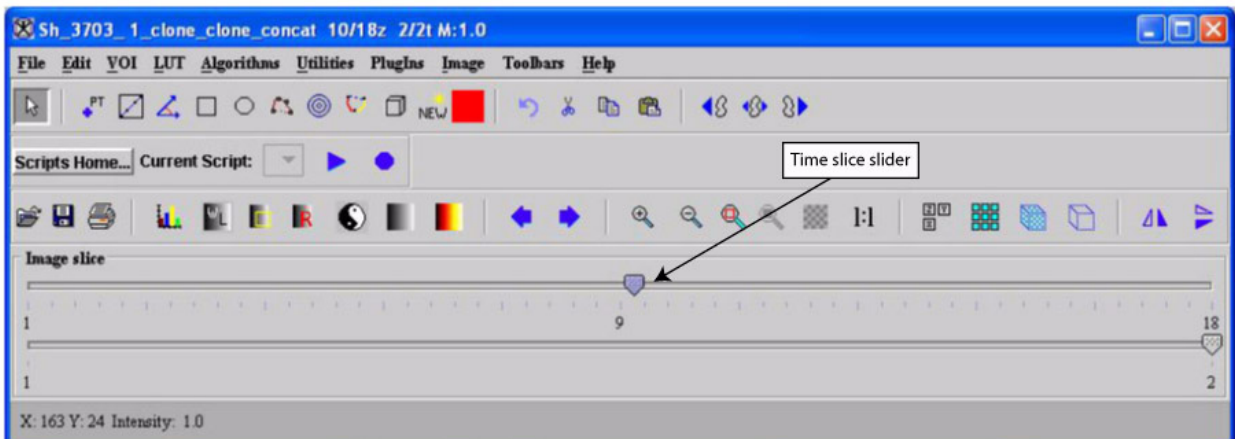 Sh_3703_ 1_clone_clone_concat 10/18z 2/2t M:1.0
File Edit VOI LUT Algorithms Utilities PlugIns Image Toolbars Help
PT NEW
Scripts Home... Current Script:
Time slice slider
L R 1:1
Image slice
1 9 18
1 2
X: 163 Y: 24 Intensity: 1.0